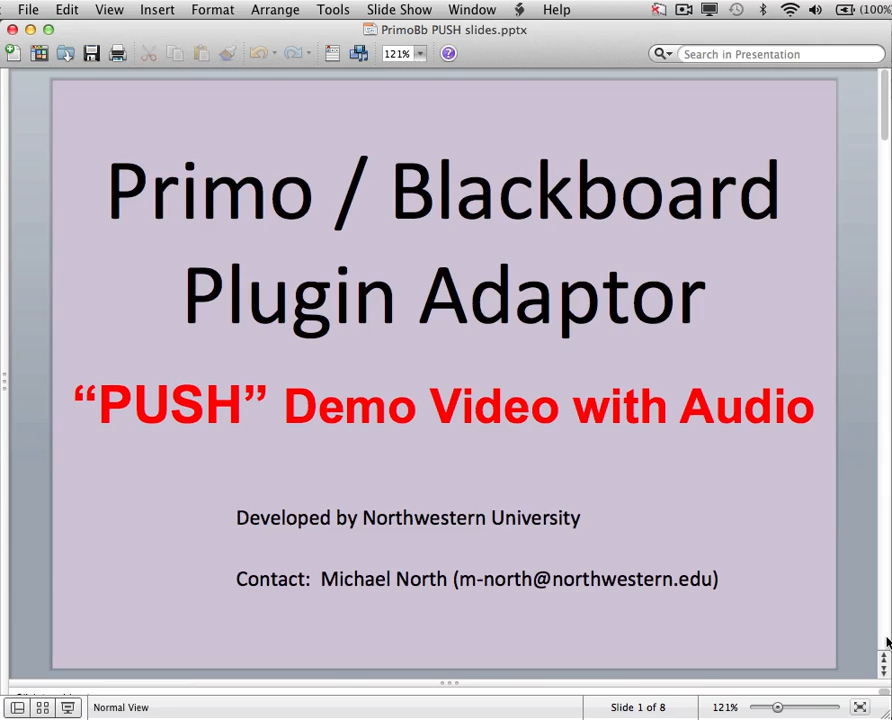 File Edit View Insert Format Arrange Tools Slide Show Window Help (100%
PrimoBb PUSH slides.pptx
121% Search in Presentation
Primo / Blackboard
Plugin Adaptor
“PUSH” Demo Video with Audio
Developed by Northwestern University
Contact: Michael North (m-north@northwestern.edu)
Normal View Slide 1 of 8 121%